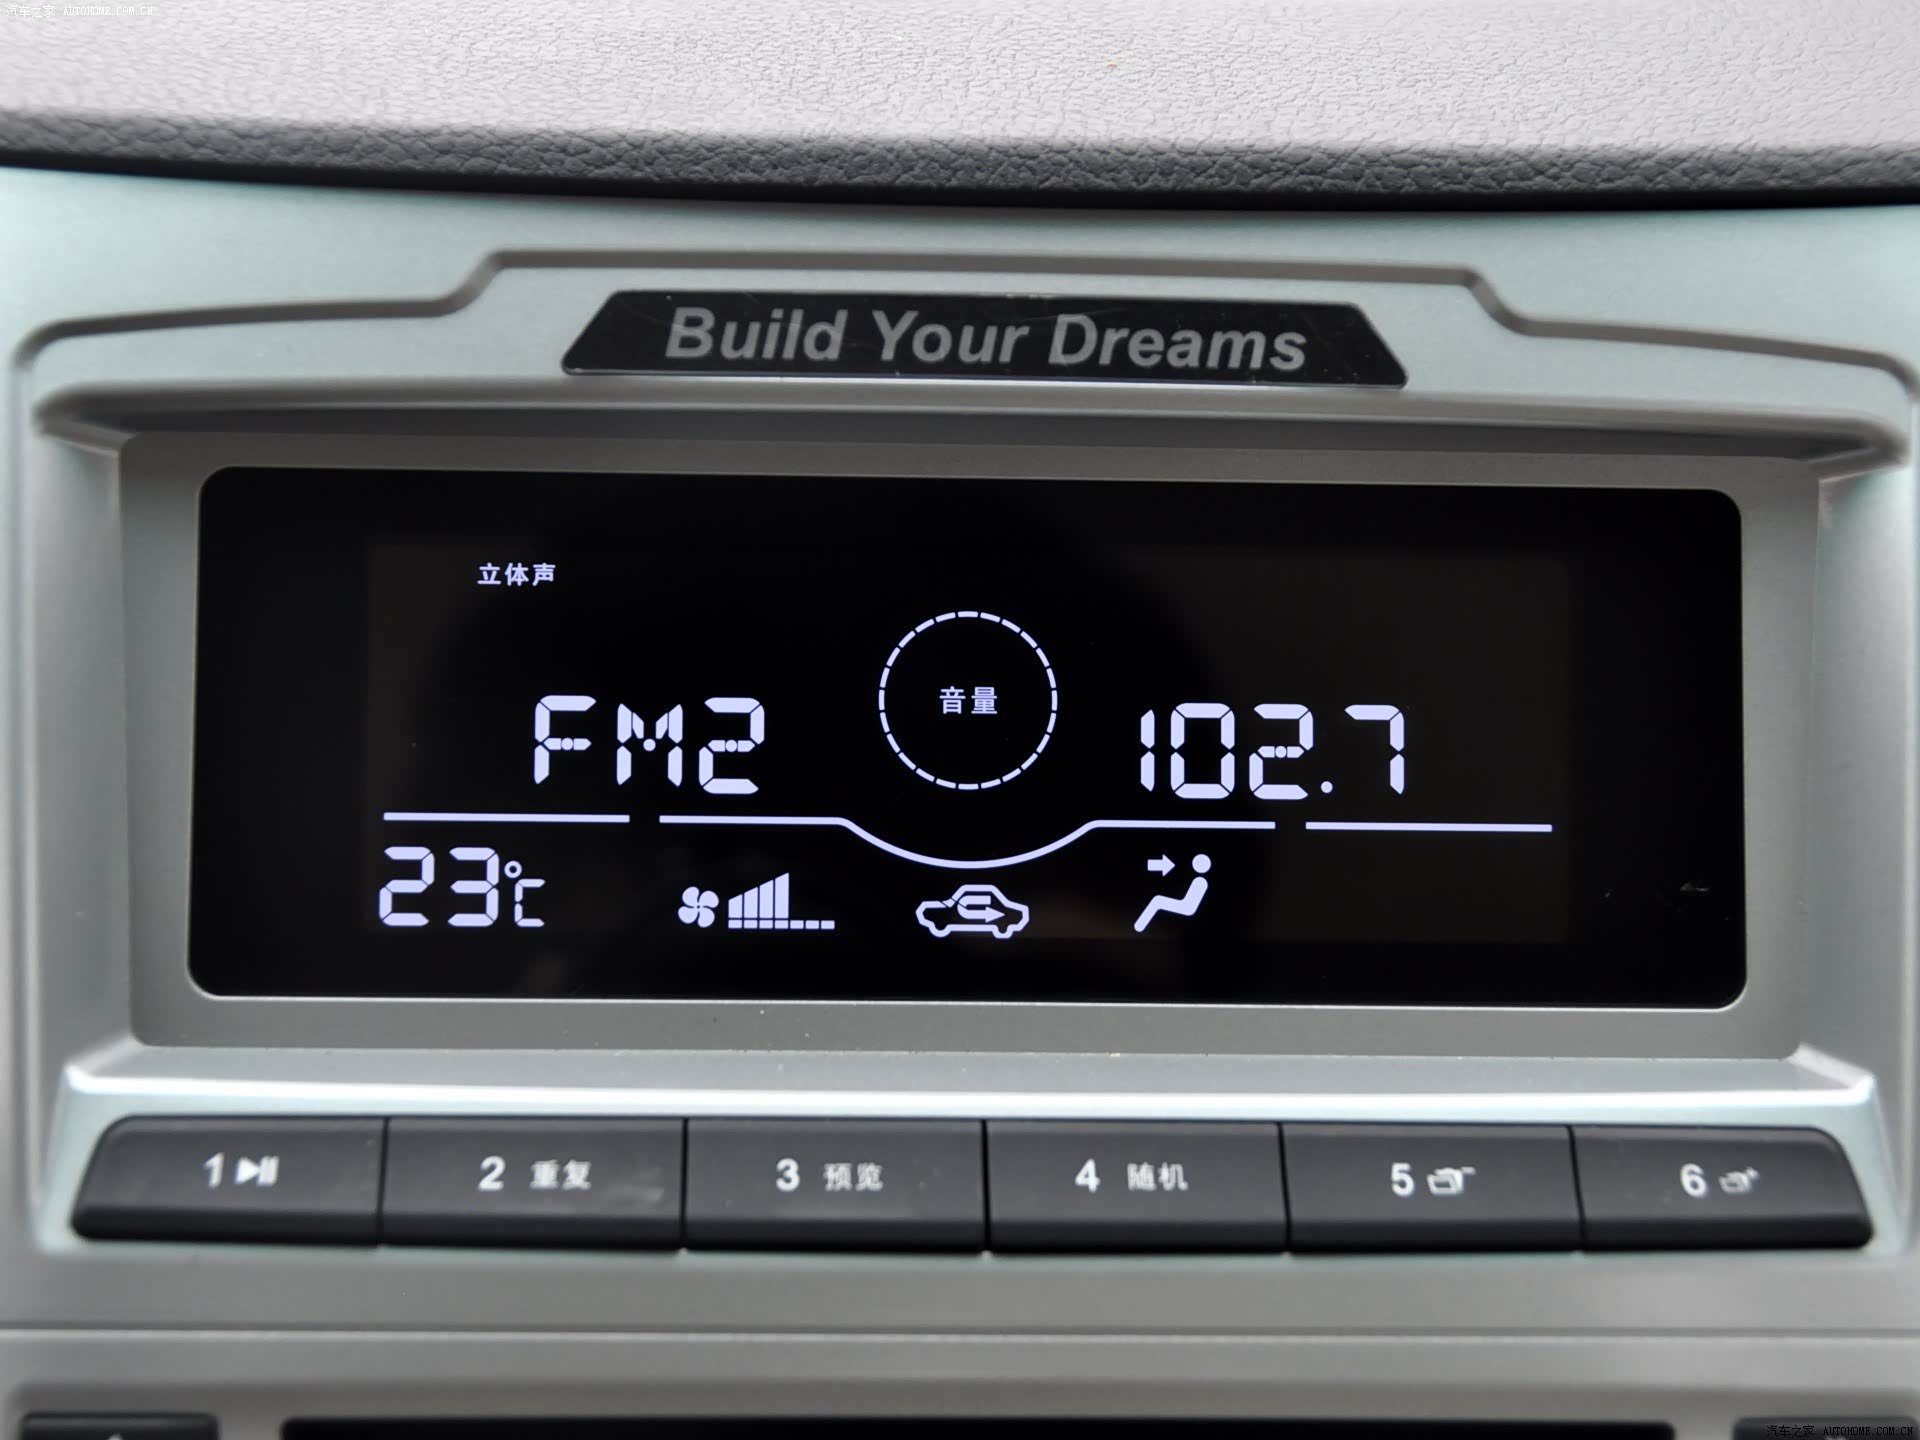 汽车之家 AUTOHOME.COM.CN
Build Your Dreams
立体声
音量
FM2 102.7
23℃
1 2 重复 3 预览 4 随机 5 6
汽车之家 AUTOHOME.COM.CN